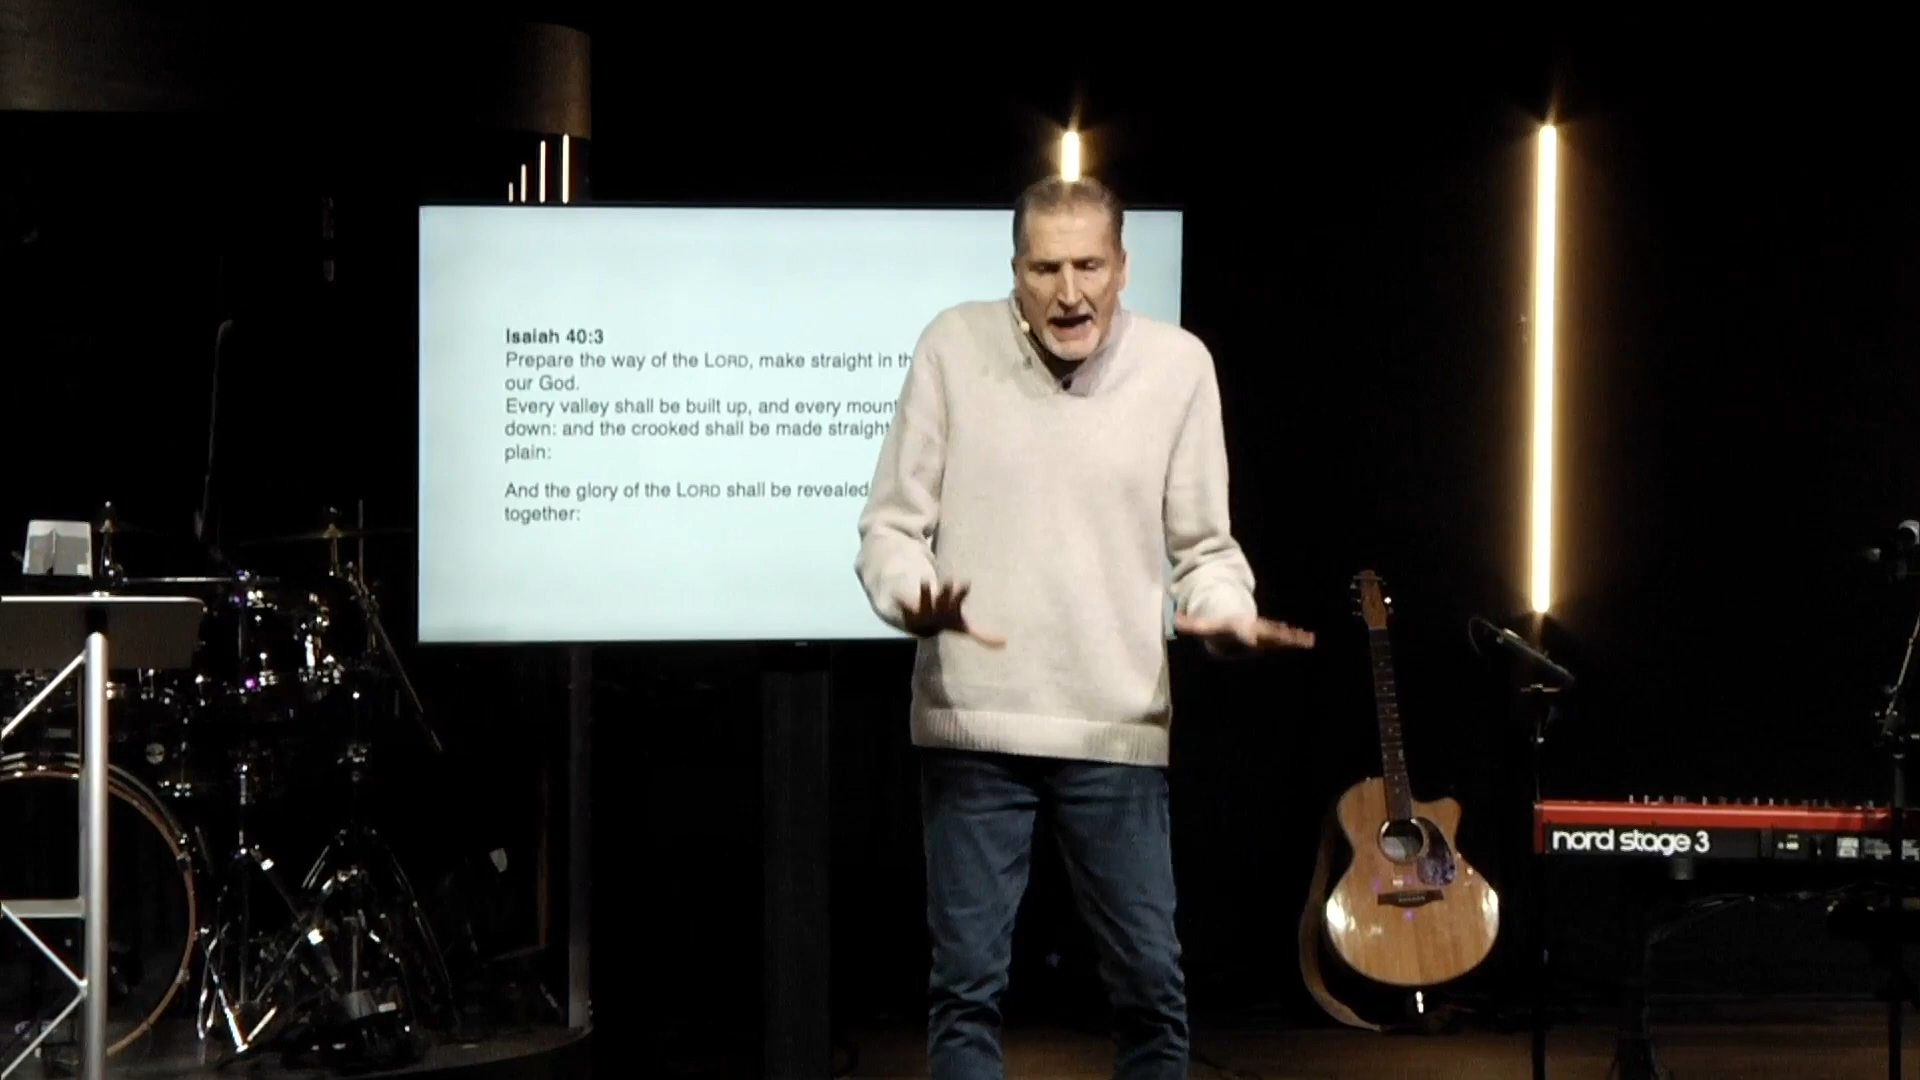 Isaiah 40:3
Prepare the way of the LORD, make straight in
our God.
Every valley shall be built up, and every
down: and the crooked shall be made straight
plain:
And the glory of the LORD shall be revealed
together:
nord stage 3